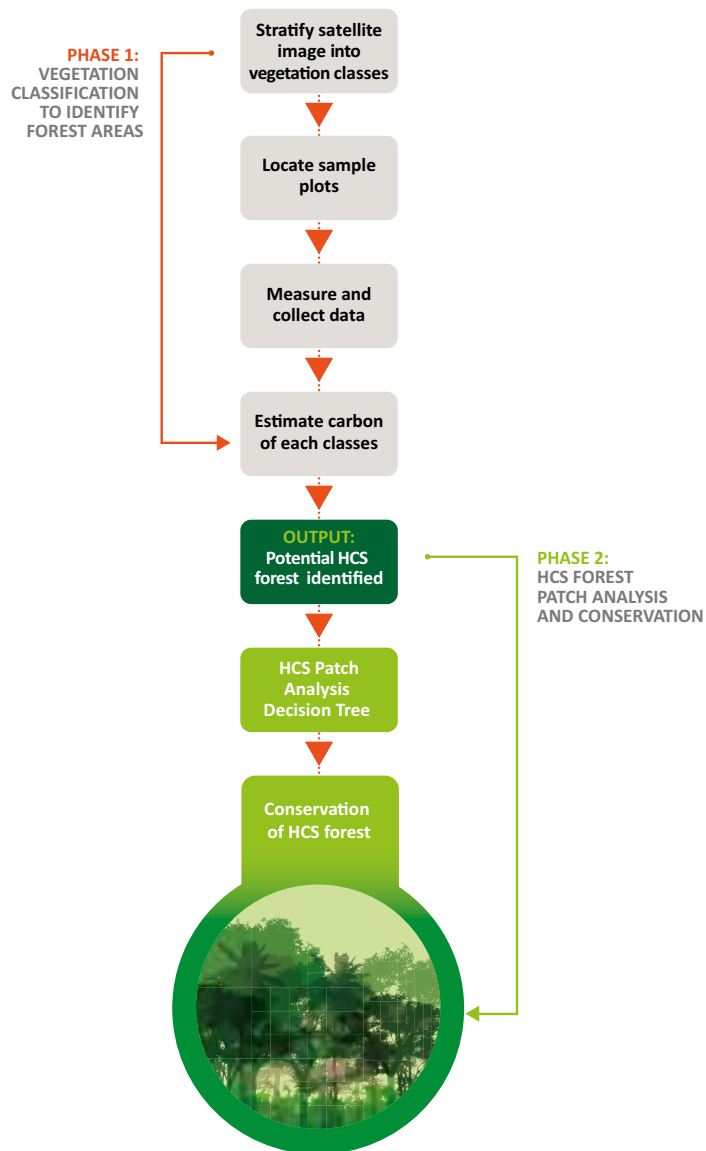 Stratify satellite
image into
vegetation classes
PHASE 1:
VEGETATION
CLASSIFICATION
TO IDENTIFY
FOREST AREAS
Locate sample
plots
Measure and
collect data
Estimate carbon
of each classes
OUTPUT:
Potential HCS
forest identified
PHASE 2:
HCS FOREST
PATCH ANALYSIS
AND CONSERVATION
HCS Patch
Analysis
Decision Tree
Conservation
of HCS forest